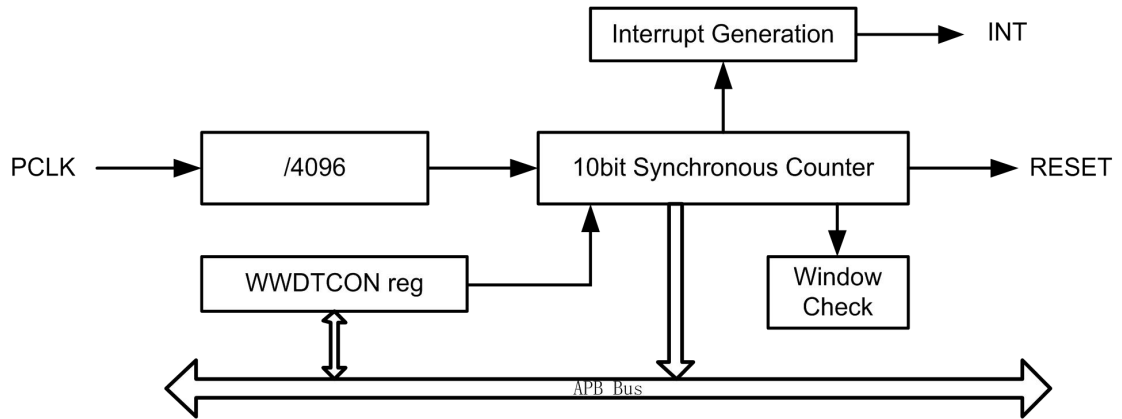 Interrupt Generation
INT
PCLK
/4096
10bit Synchronous Counter
RESET
WWDTCON reg
Window
Check
APB Bus